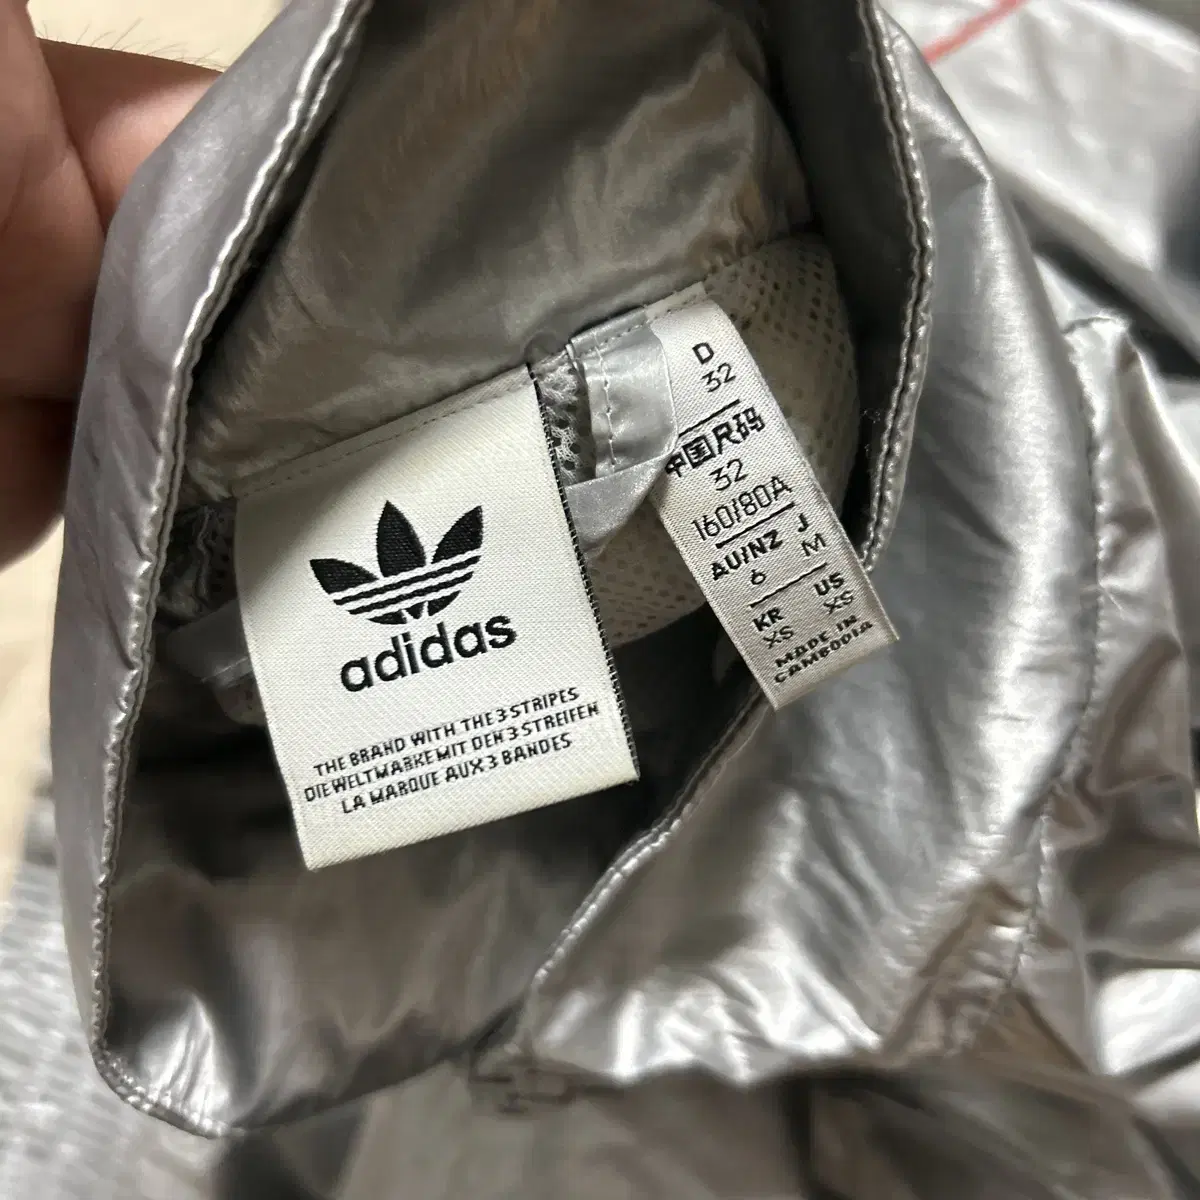 adidas
THE BRAND WITH THE 3 STRIPES
DIE WELTMARKE MIT DEN 3 STREIFEN
LA MARQUE AUX 3 BANDES
D
32
中国尺码
32
160/80A
AU/NZ J
6 M
KR US
XS XS
MADE IN
CAMBODIA